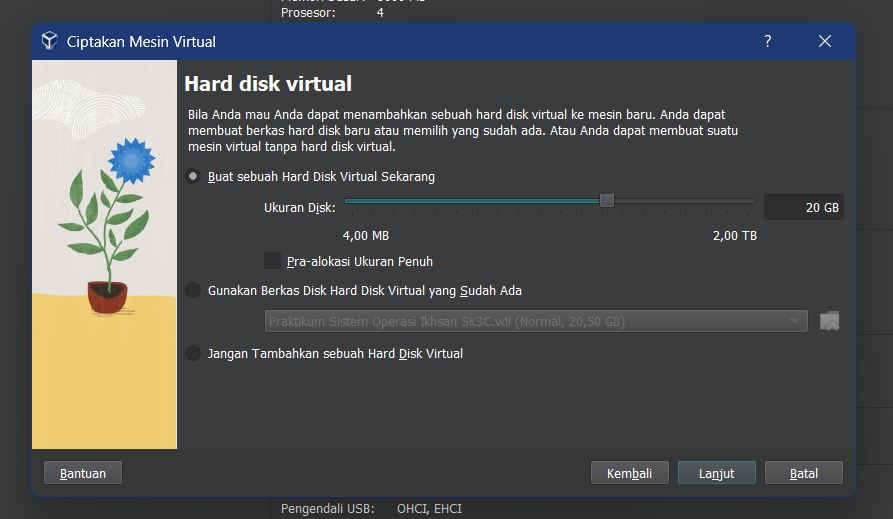 Prosesor: 4
Ciptakan Mesin Virtual ?
Hard disk virtual
Bila Anda mau Anda dapat menambahkan sebuah hard disk virtual ke mesin baru. Anda dapat
membuat berkas hard disk baru atau memilih yang sudah ada. Atau Anda dapat membuat suatu
mesin virtual tanpa hard disk virtual.
Buat sebuah Hard Disk Virtual Sekarang
Ukuran Disk: 20 GB
4,00 MB 2,00 TB
Pra-alokasi Ukuran Penuh
Gunakan Berkas Disk Hard Disk Virtual yang Sudah Ada
Praktikum Sistem Operasi Ikhsan SK3C.vdi (Normal, 20,50 GB)
Jangan Tambahkan sebuah Hard Disk Virtual
Bantuan Kembali Lanjut Batal
Pengendali USB: OHCI, EHCI